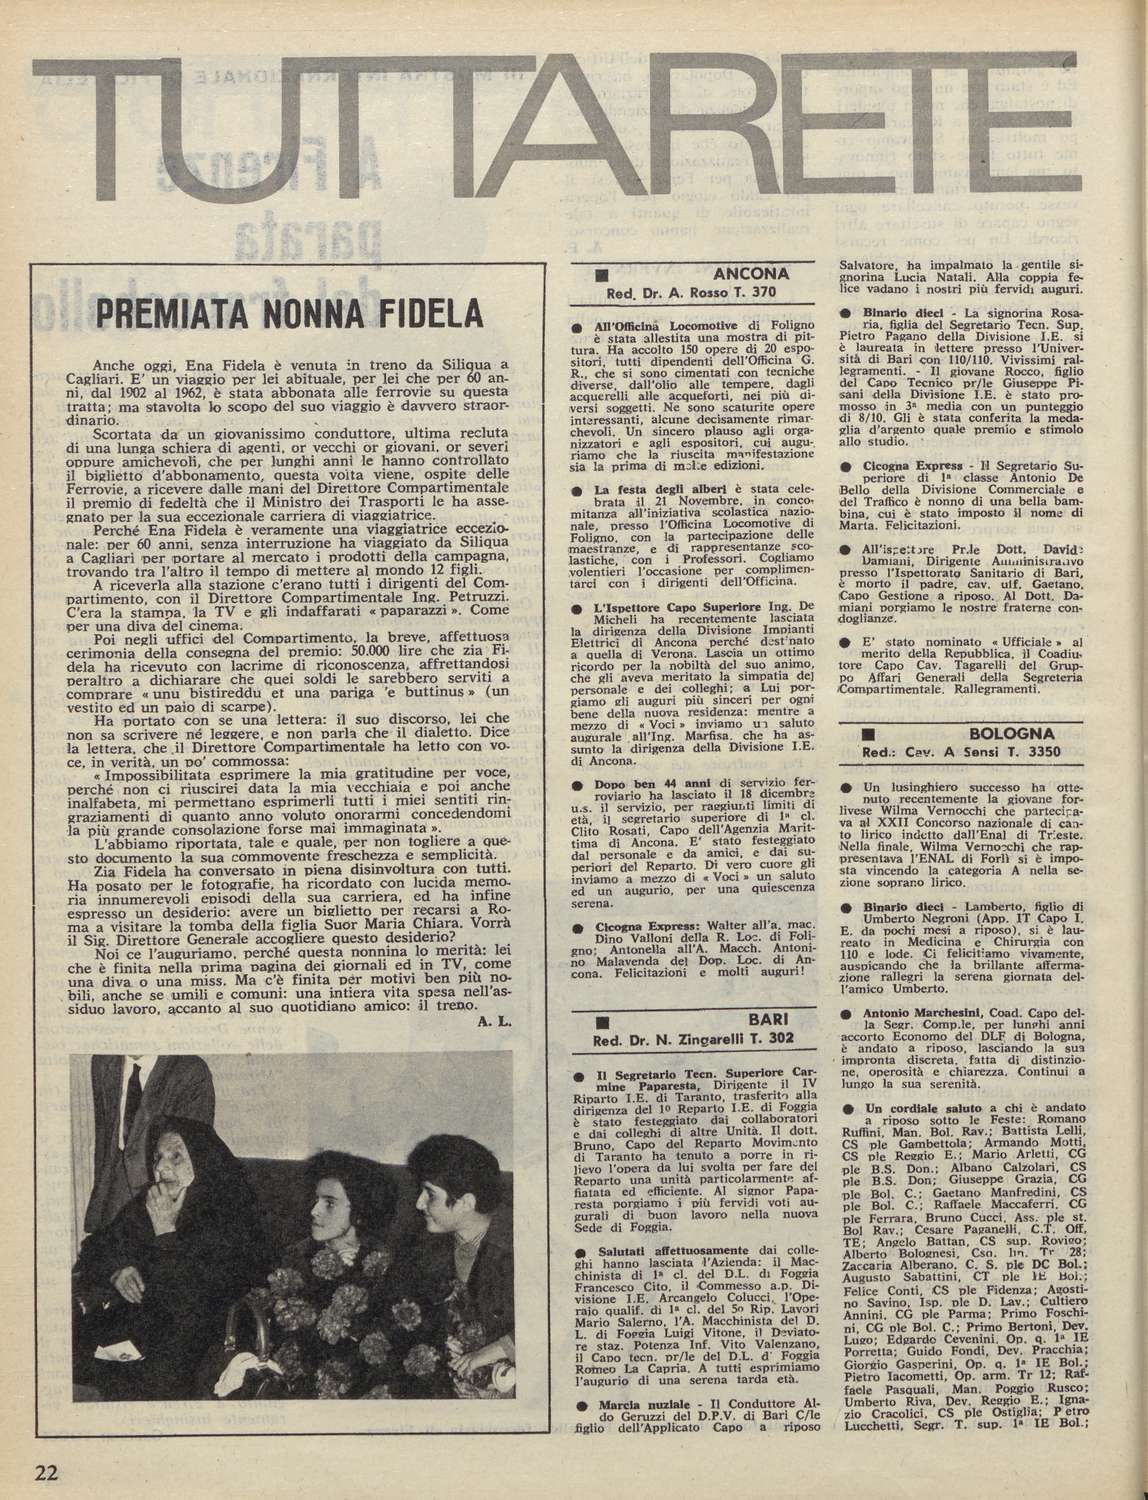 TUTTARETE
PREMIATA NONNA FIDELA
Anche oggi, Ena Fidela è venuta in treno da Siliqua a
Cagliari. E' un viaggio per lei abituale, per lei che per 60 an-
ni, dal 1902 al 1962, è stata abbonata alle ferrovie su questa
tratta; ma stavolta lo scopo del suo viaggio è davvero straor-
dinario.
Scortata da un giovanissimo conduttore, ultima recluta
di una lunga schiera di agenti, or vecchi or giovani, or severi
oppure amichevoli, che per lunghi anni le hanno controllato
il biglietto d'abbonamento, questa volta viene, ospite delle
Ferrovie, a ricevere dalle mani del Direttore Compartimentale
il premio di fedeltà che il Ministro dei Trasporti le ha asse-
gnato per la sua eccezionale carriera di viaggiatrice.
Perché Ena Fidela è veramente una viaggiatrice eccezio-
nale: per 60 anni, senza interruzione ha viaggiato da Siliqua
a Cagliari per portare al mercato i prodotti della campagna,
trovando tra l'altro il tempo di mettere al mondo 12 figli.
A riceverla alla stazione c'erano tutti i dirigenti del Com-
partimento, con il Direttore Compartimentale Ing. Petruzzi.
C'era la stampa, la TV e gli indaffarati « paparazzi ». Come
per una diva del cinema.
Poi negli uffici del Compartimento, la breve, affettuosa
cerimonia della consegna del premio: 50.000 lire che zia Fi-
dela ha ricevuto con lacrime di riconoscenza, affrettandosi
peraltro a dichiarare che quei soldi le sarebbero serviti a
comprare « unu bistireddu et una pariga 'e buttinus » (un
vestito ed un paio di scarpe).
Ha portato con se una lettera: il suo discorso, lei che
non sa scrivere né leggere, e non parla che il dialetto. Dice
la lettera, che il Direttore Compartimentale ha letto con vo-
ce, in verità, un po' commossa:
« Impossibilitata esprimere la mia gratitudine per voce,
perché non ci riuscirei data la mia vecchiaia e poi anche
inalfabeta, mi permettano esprimerli tutti i miei sentiti rin-
graziamenti di quanto anno voluto onorarmi concedendomi
la più grande consolazione forse mai immaginata ».
L'abbiamo riportata, tale e quale, per non togliere a que-
sto documento la sua commovente freschezza e semplicità.
Zia Fidela ha conversato in piena disinvoltura con tutti.
Ha posato per le fotografie, ha ricordato con lucida memo-
ria innumerevoli episodi della sua carriera, ed ha infine
espresso un desiderio: avere un biglietto per recarsi a Ro-
ma a visitare la tomba della figlia Suor Maria Chiara. Vorrà
il Sig. Direttore Generale accogliere questo desiderio?
Noi ce l'auguriamo, perché questa nonnina lo merità: lei
che è finita nella prima pagina dei giornali ed in TV, come
una diva o una miss. Ma c'è finita per motivi ben più no-
bili, anche se umili e comuni: una intiera vita spesa nell'as-
siduo lavoro, accanto al suo quotidiano amico: il treno.
A. L.
22
■ ANCONA
Red. Dr. A. Rosso T. 370
● All'Officina Locomotive di Foligno
è stata allestita una mostra di pit-
tura. Ha accolto 150 opere di 20 espo-
sitori, tutti dipendenti dell'Officina G.
R., che si sono cimentati con tecniche
diverse, dall'olio alle tempere, dagli
acquerelli alle acqueforti, nei più di-
versi soggetti. Ne sono scaturite opere
interessanti, alcune decisamente rimar-
chevoli. Un sincero plauso agli orga-
nizzatori e agli espositori, cui augu-
riamo che la riuscita manifestazione
sia la prima di molte edizioni.
● La festa degli alberi è stata cele-
brata il 21 Novembre, in conco-
mitanza all'iniziativa scolastica nazio-
nale, presso l'Officina Locomotive di
Foligno, con la partecipazione delle
maestranze, e di rappresentanze sco-
lastiche, con i Professori. Cogliamo
volentieri l'occasione per complimen-
tarci con i dirigenti dell'Officina.
● L'Ispettore Capo Superiore Ing. De
Micheli ha recentemente lasciata
la dirigenza della Divisione Impianti
Elettrici di Ancona perché destinato
a quella di Verona. Lascia un ottimo
ricordo per la nobiltà del suo animo,
che gli aveva meritato la simpatia del
personale e dei colleghi; a Lui por-
giamo gli auguri più sinceri per ogni
bene della nuova residenza: mentre a
mezzo di « Voci » inviamo un saluto
augurale all'Ing. Marfisa, che ha as-
sunto la dirigenza della Divisione I.E.
di Ancona.
● Dopo ben 44 anni di servizio fer-
roviario ha lasciato il 18 dicembre
u.s. il servizio, per raggiunti limiti di
età, il segretario superiore di 1ª cl.
Clito Rosati, Capo dell'Agenzia Marit-
tima di Ancona. E' stato festeggiato
dal personale e da amici, e dai su-
periori del Reparto. Di vero cuore gli
inviamo a mezzo di « Voci » un saluto
ed un augurio, per una quiescenza
serena.
● Cicogna Express: Walter all'a. mac.
Dino Valloni della R. Loc. di Foli-
gno; Antonella all'A. Macch. Antoni-
no Malavenda del Dop. Loc. di An-
cona. Felicitazioni e molti auguri!
■ BARI
Red. Dr. N. Zingarelli T. 302
● Il Segretario Tecn. Superiore Car-
mine Paparesta, Dirigente il IV
Riparto I.E. di Taranto, trasferito alla
dirigenza del 1º Reparto I.E. di Foggia
è stato festeggiato dai collaboratori
e dai colleghi di altre Unità. Il dott.
Bruno, Capo del Reparto Movimento
di Taranto ha tenuto a porre in ri-
lievo l'opera da lui svolta per fare del
Reparto una unità particolarmente af-
fiatata ed efficiente. Al signor Papa-
resta porgiamo i più fervidi voti au-
gurali di buon lavoro nella nuova
Sede di Foggia.
● Salutati affettuosamente dai colle-
ghi hanno lasciata l'Azienda: il Mac-
chinista di 1ª cl. del D.L. di Foggia
Francesco Cito, il Commesso a.p. Di-
visione I.E. Arcangelo Colucci, l'Ope-
rajo qualif. di 1ª cl. del 5º Rip. Lavori
Mario Salerno, l'A. Macchinista del D.
L. di Foggia Luigi Vitone, il Deviato-
re staz. Potenza Inf. Vito Valenzano,
il Capo tecn. pr/le del D.L. di Foggia
Romeo La Capria. A tutti esprimiamo
l'augurio di una serena tarda età.
● Marcia nuziale - Il Conduttore Al-
do Geruzzi del D.P.V. di Bari C/le
figlio dell'Applicato Capo a riposo
Salvatore, ha impalmato la gentile si-
gnorina Lucia Natali. Alla coppia fe-
lice vadano i nostri più fervidi auguri.
● Binario dieci - La signorina Rosa-
ria, figlia del Segretario Tecn. Sup.
Pietro Pagano della Divisione I.E. si
è laureata in lettere presso l'Univer-
sità di Bari con 110/110. Vivissimi ral-
legramenti. - Il giovane Rocco, figlio
del Capo Tecnico pr/le Giuseppe Pi-
sani della Divisione I.E. è stato pro-
mosso in 3ª media con un punteggio
di 8/10. Gli è stata conferita la meda-
glia d'argento quale premio e stimolo
allo studio.
● Cicogna Express - Il Segretario Su-
periore di 1ª classe Antonio De
Bello della Divisione Commerciale e
del Traffico è nonno di una bella bam-
bina, cui è stato imposto il nome di
Marta. Felicitazioni.
● All'ispettore Pr.le Dott. Davide
Damiani, Dirigente Amministrativo
presso l'Ispettorato Sanitario di Bari,
è morto il padre, cav. uff. Gaetano,
Capo Gestione a riposo. Al Dott. Da-
miani porgiamo le nostre fraterne con-
doglianze.
● E' stato nominato « Ufficiale » al
merito della Repubblica, il Coadiu-
tore Capo Cav. Tagarelli del Grup-
po Affari Generali della Segreteria
Compartimentale. Rallegramenti.
■ BOLOGNA
Red.: Cav. A Sensi T. 3350
● Un lusinghiero successo ha otte-
nuto recentemente la giovane for-
livese Wilma Vernocchi che partecipa-
va al XXII Concorso nazionale di can-
to lirico indetto dall'Enal di Trieste.
Nella finale, Wilma Vernocchi che rap-
presentava l'ENAL di Forlì si è impo-
sta vincendo la categoria A nella se-
zione soprano lirico.
● Binario dieci - Lamberto, figlio di
Umberto Negroni (App. IT Capo I.
E. da pochi mesi a riposo), si è lau-
reato in Medicina e Chirurgia con
110 e lode. Ci felicitiamo vivamente,
auspicando che la brillante afferma-
zione rallegri la serena giornata del-
l'amico Umberto.
● Antonio Marchesini, Coad. Capo del-
la Segr. Comp.le, per lunghi anni
accorto Economo del DLF di Bologna,
è andato a riposo, lasciando la sua
impronta discreta, fatta di distinzio-
ne, operosità e chiarezza. Continui a
lungo la sua serenità.
● Un cordiale saluto a chi è andato
a riposo sotto le Feste: Romano
Ruffini, Man. Bol. Rav.; Battista Lelli,
CS ple Gambettola; Armando Motti,
CS ple Reggio E.; Mario Arletti, CG
ple B.S. Don.; Albano Calzolari, CS
ple B.S. Don; Giuseppe Grazia, CG
ple Bol. C.; Gaetano Manfredini, CS
ple Bol. C.; Raffaele Maccaferri, CG
ple Ferrara, Bruno Cucci, Ass. ple st.
Bol Rav.; Cesare Paganelli, C.T. Off.
TE; Angelo Battan, CS sup. Rovigo;
Alberto Bolognesi, Csq. lin. Tr 28;
Zaccaria Alberano, C. S. ple DC Bol.;
Augusto Sabattini, CT ple IE Bol.;
Felice Conti, CS ple Fidenza; Agosti-
no Savino, Isp. ple D. Lav.; Cultiero
Annini, CG ple Parma; Primo Foschi-
ni, CG ple Bol. C.; Primo Bertoni, Dev.
Lugo; Edgardo Cevenini, Op. q. 1ª IE
Porretta; Guido Fondi, Dev. Pracchia;
Giorgio Gasperini, Op. q. 1ª IE Bol.;
Pietro Iacometti, Op. arm. Tr 12; Raf-
faele Pasquali, Man. Poggio Rusco;
Umberto Riva, Dev. Reggio E.; Igna-
zio Cracolici, CS ple Ostiglia; Pietro
Lucchetti, Segr. T. sup. 1ª IE Bol.;